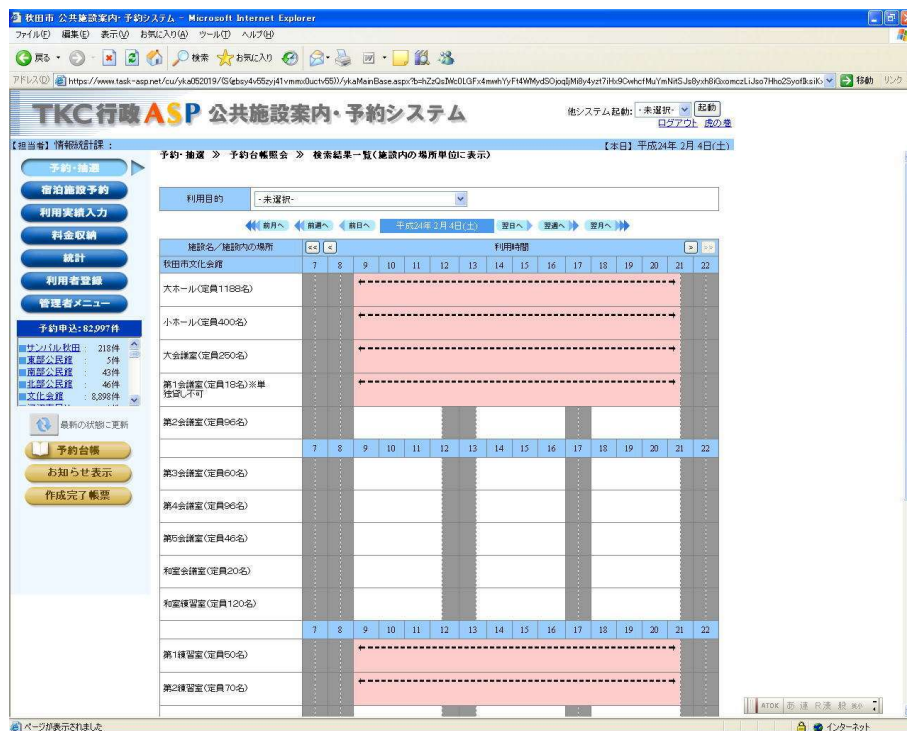 秋田市 公共施設案内・予約システム - Microsoft Internet Explorer
ファイル(F) 編集(E) 表示(V) お気に入り(A) ツール(T) ヘルプ(H)
戻る 検索 お気に入り
アドレス(D) 移動 リンク
TKC行政ASP 公共施設案内・予約システム
他システム起動: -未選択- 起動
ログアウト 虎の巻
【担当者】情報統計課 : 【本日】平成24年 2月 4日(土)
予約・抽選 ≫ 予約台帳照会 ≫ 検索結果一覧(施設内の場所単位に表示)
予約・抽選
宿泊施設予約
利用実績入力
料金収納
統計
利用者登録
管理者メニュー
予約申込:82,997件
サンパル秋田 : 218件
東部公民館 : 5件
南部公民館 : 43件
北部公民館 : 46件
文化会館 : 8,898件
最新の状態に更新
予約台帳
お知らせ表示
作成完了帳票
利用目的 -未選択-
前月へ 前週へ 前日へ 平成24年 2月 4日(土) 翌日へ 翌週へ 翌月へ
施設名/施設内の場所 << < 利用時間 > >>
秋田市文化会館 7 8 9 10 11 12 13 14 15 16 17 18 19 20 21 22
大ホール(定員1188名)
小ホール(定員400名)
大会議室(定員250名)
第1会議室(定員18名)※単
独貸し不可
第2会議室(定員96名)
7 8 9 10 11 12 13 14 15 16 17 18 19 20 21 22
第3会議室(定員60名)
第4会議室(定員96名)
第5会議室(定員46名)
和室会議室(定員20名)
和室練習室(定員120名)
7 8 9 10 11 12 13 14 15 16 17 18 19 20 21 22
第1練習室(定員50名)
第2練習室(定員70名)
ATOK あ 連 R漢
ページが表示されました インターネット